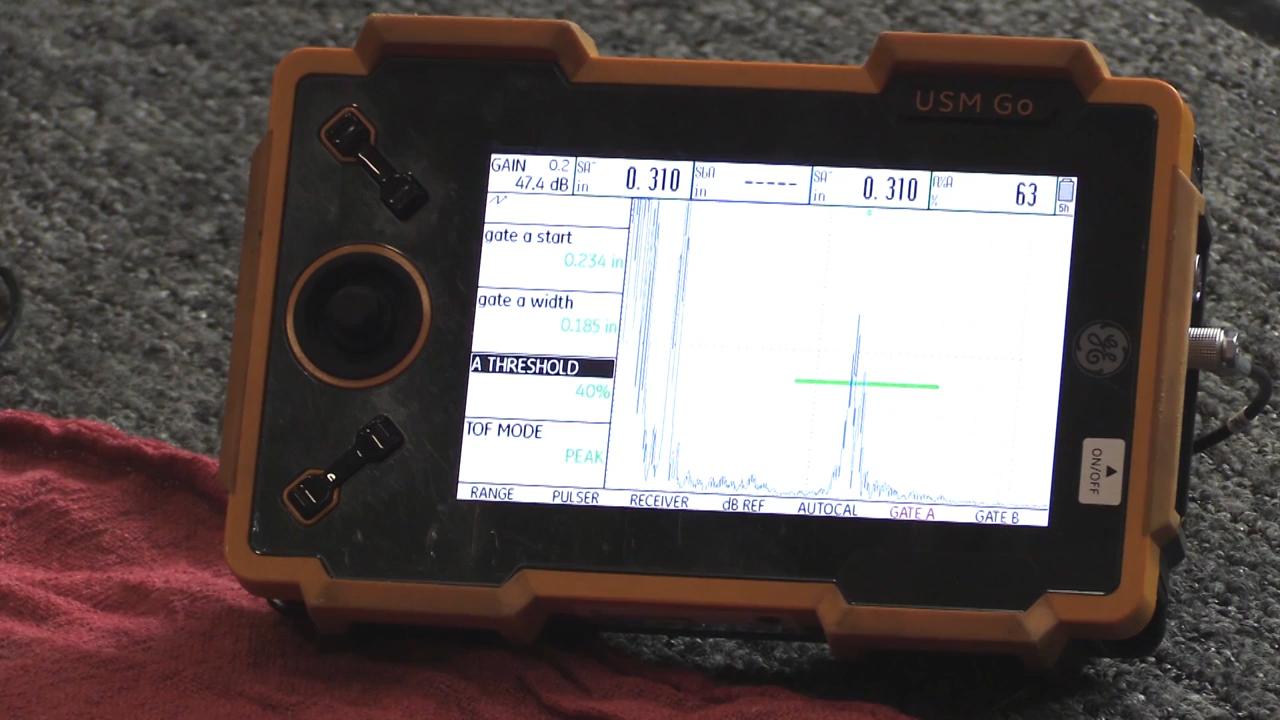 USM Go
GAIN 0.2
47.4 dB
SA^
in 0.310
SbA
in -----
SA^
in 0.310
A%A
% 63
5h
gate a start
0.234 in
gate a width
0.185 in
A THRESHOLD
40%
TOF MODE
PEAK
RANGE PULSER RECEIVER dB REF AUTOCAL GATE A GATE B
GE
ON/OFF